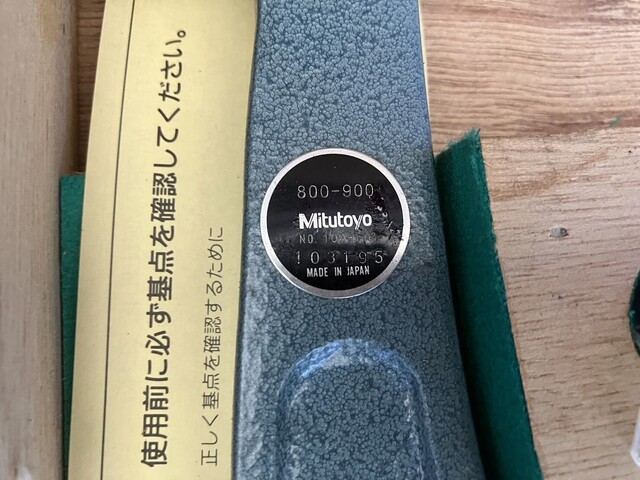 使用前に必ず基点を確認してください。
正しく基点を確認するために
800-900
Mitutoyo
NO.
103195
MADE IN JAPAN